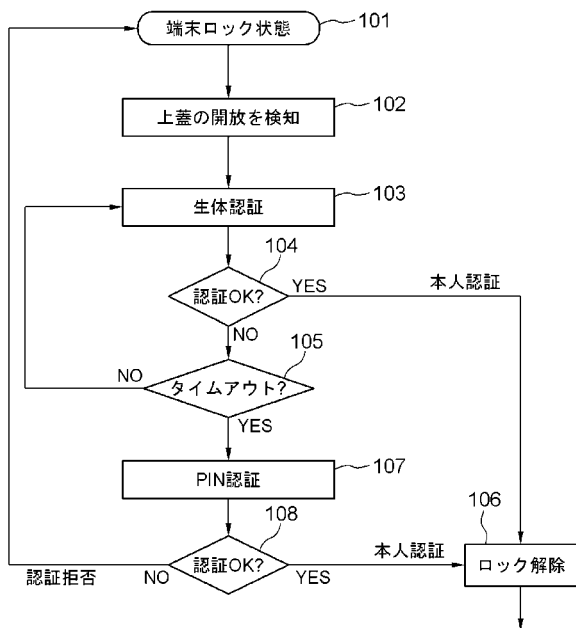 端末ロック状態
101
上蓋の開放を検知
102
生体認証
103
認証OK?
104
YES
本人認証
NO
タイムアウト?
105
NO
YES
PIN認証
107
認証OK?
108
NO
認証拒否
YES
本人認証
106
ロック解除